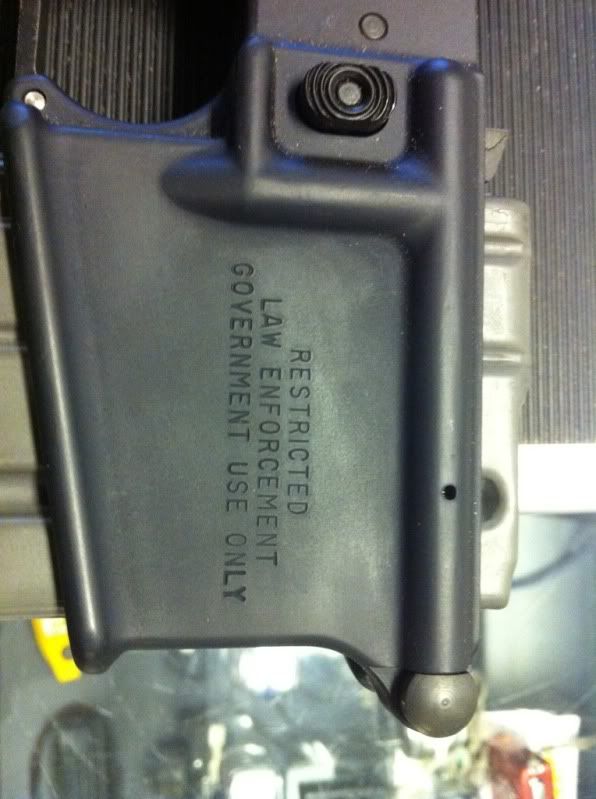 RESTRICTED
LAW ENFORCEMENT
GOVERNMENT USE ONLY